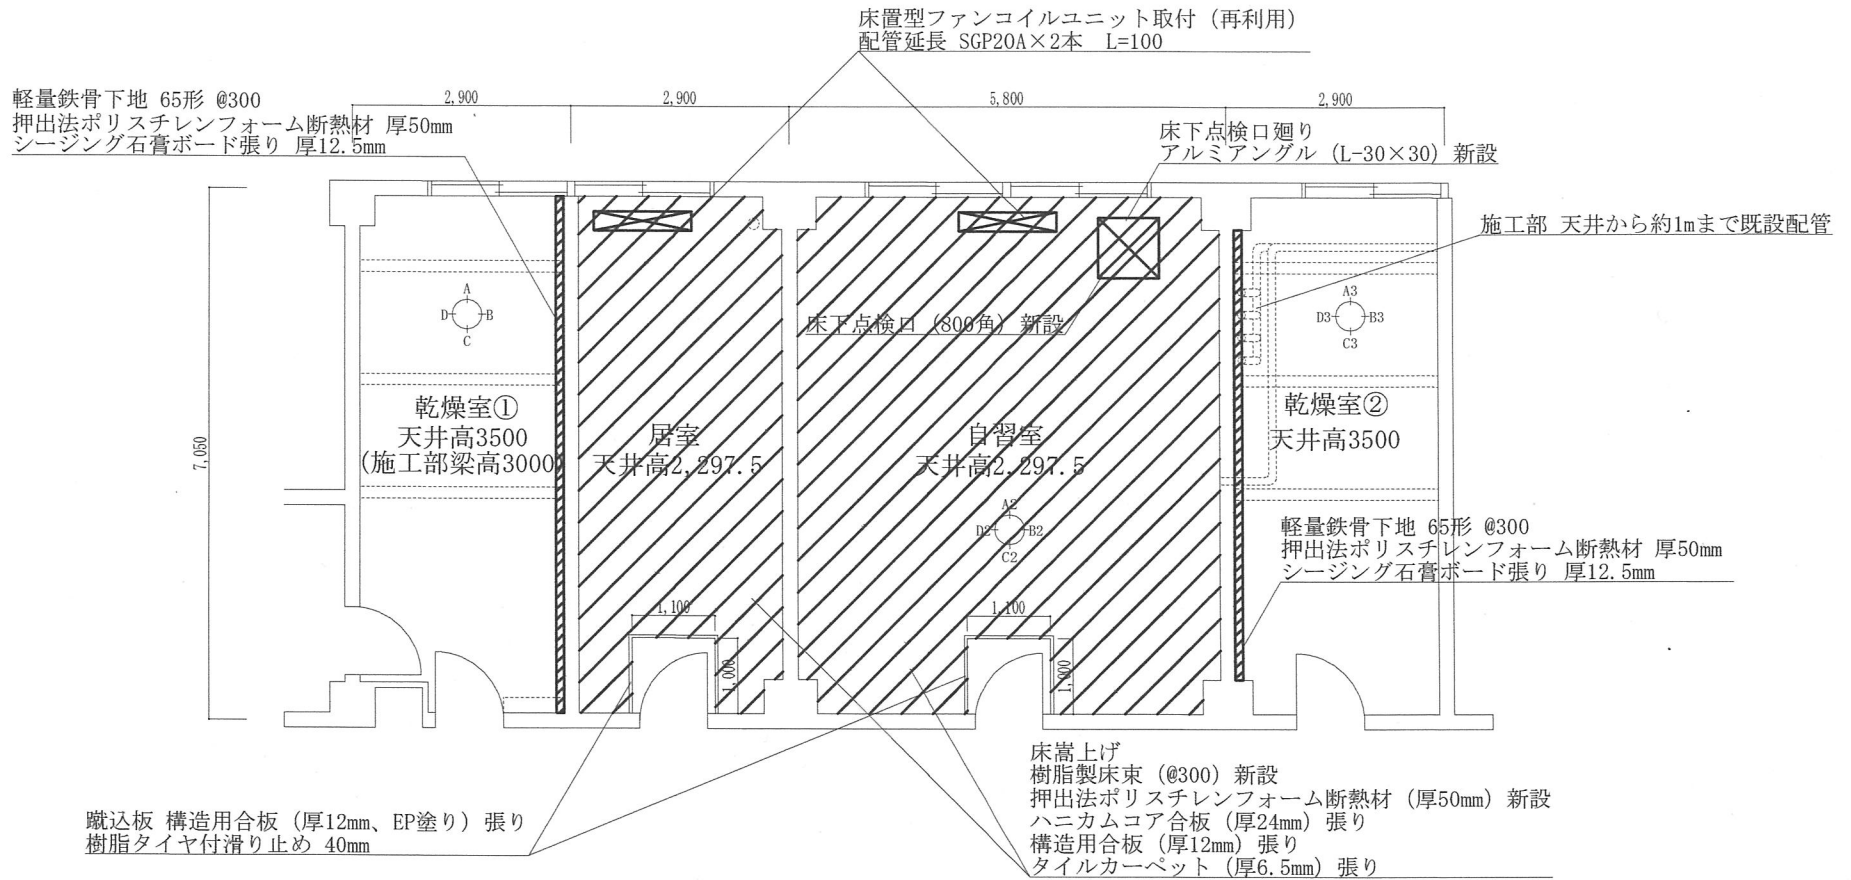 床置型ファンコイルユニット取付（再利用）
配管延長 SGP20A×2本　L=100
軽量鉄骨下地 65形 @300
押出法ポリスチレンフォーム断熱材 厚50mm
シージング石膏ボード張り 厚12.5mm
2,900
2,900
5,800
2,900
床下点検口廻り
アルミアングル（L-30×30）新設
施工部 天井から約1mまで既設配管
A
D
B
C
A3
D3
B3
C3
床下点検口（800角）新設
7,050
乾燥室①
天井高3500
(施工部梁高3000)
居室
天井高2,297.5
自習室
天井高2,297.5
乾燥室②
天井高3500
A2
D2
B2
C2
軽量鉄骨下地 65形 @300
押出法ポリスチレンフォーム断熱材 厚50mm
シージング石膏ボード張り 厚12.5mm
1,100
1,000
1,100
1,000
蹴込板 構造用合板（厚12mm、EP塗り）張り
樹脂タイヤ付滑り止め 40mm
床嵩上げ
樹脂製床束（@300）新設
押出法ポリスチレンフォーム断熱材（厚50mm）新設
ハニカムコア合板（厚24mm）張り
構造用合板（厚12mm）張り
タイルカーペット（厚6.5mm）張り